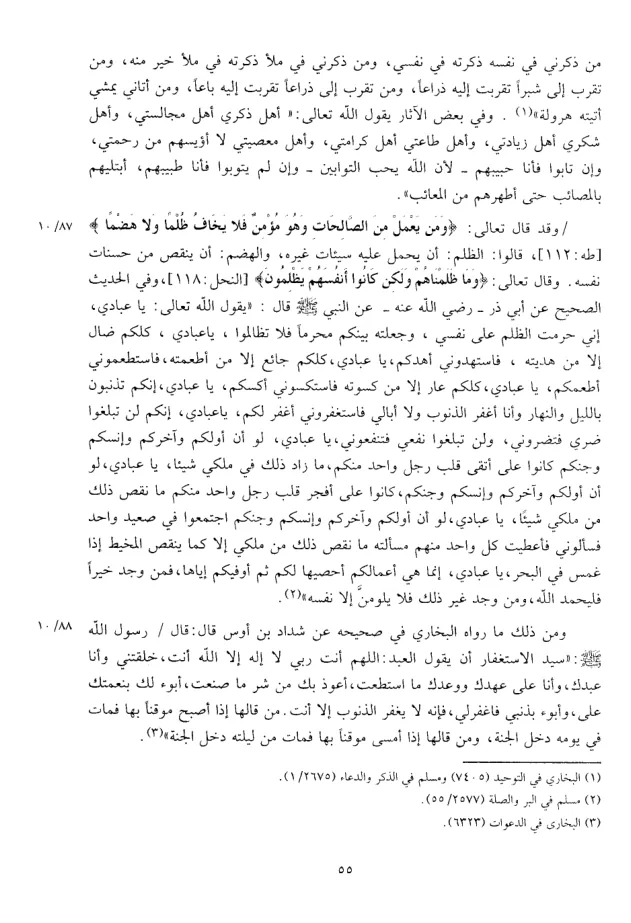 من ذكرني في نفسه ذكرته في نفسي، ومن ذكرني في ملأ ذكرته في ملأ خير منه، ومن
تقرب إلى شبراً تقربت إليه ذراعاً، ومن تقرب إلى ذراعاً تقربت إليه باعاً، ومن أتاني يمشي
أتيته هرولة»(١) . وفي بعض الآثار يقول اللّه تعالى:« أهل ذكري أهل مجالستي، وأهل
شكري أهل زيادتي، وأهل طاعتي أهل كرامتي، وأهل معصيتي لا أؤيسهم من رحمتي،
وإن تابوا فأنا حبيبهم ــ لأن اللّه يحب التوابين ــ وإن لم يتوبوا فأنا طبيبهم، أبتليهم
بالمصائب حتى أطهرهم من المعائب».
/ وقد قال تعالى: ﴿وَمَن يَعْمَلْ مِنَ الصَّالِحَاتِ وَهُوَ مُؤْمِنٌ فَلا يَخَافُ ظُلْمًا وَلا هَضْمًا ﴾ ١٠/٨٧
[طه:١١٢]، قالوا: الظلم: أن يحمل عليه سيئات غيره، والهضم: أن ينقص من حسنات
نفسه. وقال تعالى: ﴿وَمَا ظَلَمْنَاهُمْ وَلَكِن كَانُوا أَنفُسَهُمْ يَظْلِمُونَ﴾ [النحل:١١٨]،وفي الحديث
الصحيح عن أبي ذر ـ رضي اللّه عنه ـ عن النبي ﷺ قال : «يقول اللّه تعالى: يا عبادي،
إني حرمت الظلم على نفسي ، وجعلته بينكم محرماً فلا تظالموا ، ياعبادي ، كلكم ضال
إلا من هديته ، فاستهدوني أهدكم،يا عبادي،كلكم جائع إلا من أطعمته،فاستطعموني
أطعمكم، يا عبادي،كلكم عار إلا من كسوته فاستكسوني أكسكم، يا عبادي،إنكم تذنبون
بالليل والنهار وأنا أغفر الذنوب ولا أبالي فاستغفروني أغفر لكم، ياعبادي، إنكم لن تبلغوا
ضري فتضروني، ولن تبلغوا نفعي فتنفعوني،يا عبادي، لو أن أولكم وآخركم وإنسكم
وجنكم كانوا على أتقى قلب رجل واحد منكم،ما زاد ذلك في ملكي شيئا، يا عبادي،لو
أن أولكم وآخركم وإنسكم وجنكم،كانوا على أفجر قلب رجل واحد منكم ما نقص ذلك
من ملكي شيئًا، يا عبادي،لو أن أولكم وآخركم وإنسكم وجنكم اجتمعوا في صعيد واحد
فسألوني فأعطيت كل واحد منهم مسألته ما نقص ذلك من ملكي إلا كما ينقص المخيط إذا
غمس في البحر،يا عبادي، إنما هي أعمالكم أحصيها لكم ثم أوفيكم إياها،فمن وجد خيراً
فليحمد اللّه،ومن وجد غير ذلك فلا يلومنَّ إلا نفسه»(٢).
ومن ذلك ما رواه البخاري في صحيحه عن شداد بن أوس قال:قال / رسول اللّه ١٠/٨٨
ﷺ:«سيد الاستغفار أن يقول العبد:اللهم أنت ربي لا إله إلا اللّه أنت،خلقتني وأنا
عبدك،وأنا على عهدك ووعدك ما استطعت،أعوذ بك من شر ما صنعت،أبوء لك بنعمتك
على،وأبوء بذنبي فاغفرلي،فإنه لا يغفر الذنوب إلا أنت.من قالها إذا أصبح موقناً بها فمات
في يومه دخل الجنة، ومن قالها إذا أمسى موقناً بها فمات من ليلته دخل الجنة»(٣).
(١) البخاري في التوحيد (٧٤٠٥) ومسلم في الذكر والدعاء (١/٢٦٧٥).
(٢) مسلم في البر والصلة (٥٥/٢٥٧٧).
(٣) البخارى في الدعوات (٦٣٢٣).
٥٥